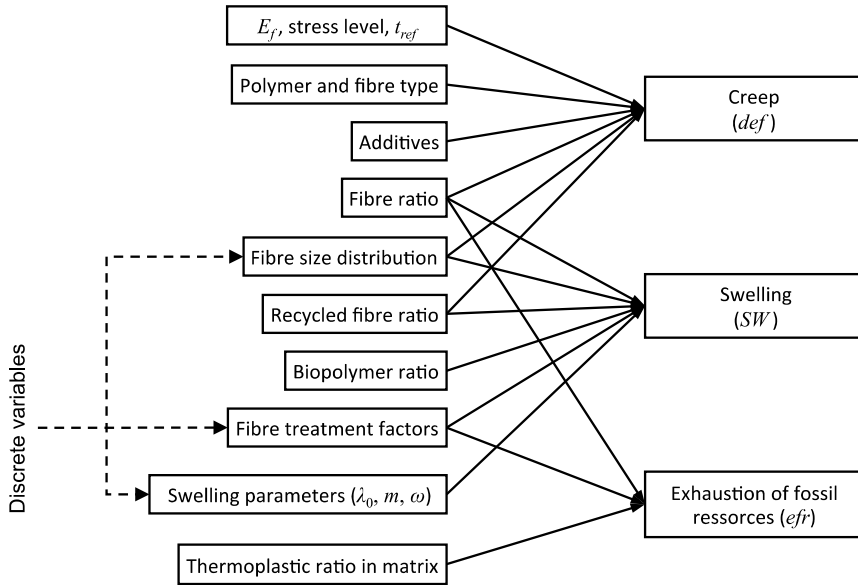 E_f, stress level, t_ref
Polymer and fibre type
Additives
Fibre ratio
Fibre size distribution
Recycled fibre ratio
Biopolymer ratio
Fibre treatment factors
Swelling parameters (λ₀, m, ω)
Thermoplastic ratio in matrix
Discrete variables
Creep
(def)
Swelling
(SW)
Exhaustion of fossil
ressorces (efr)